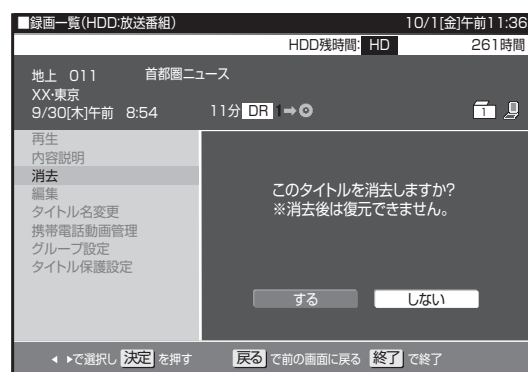 ■録画一覧(HDD:放送番組) 10/1[金]午前11:36
HDD残時間: HD 261時間
地上 011 首都圏ニュース
XX・東京
9/30[木]午前 8:54 11分 DR 1➡
1
再生
内容説明
消去
編集
タイトル名変更
携帯電話動画管理
グループ設定
タイトル保護設定
このタイトルを消去しますか?
※消去後は復元できません。
する しない
◀ ▶で選択し 決定 を押す 戻る で前の画面に戻る 終了 で終了